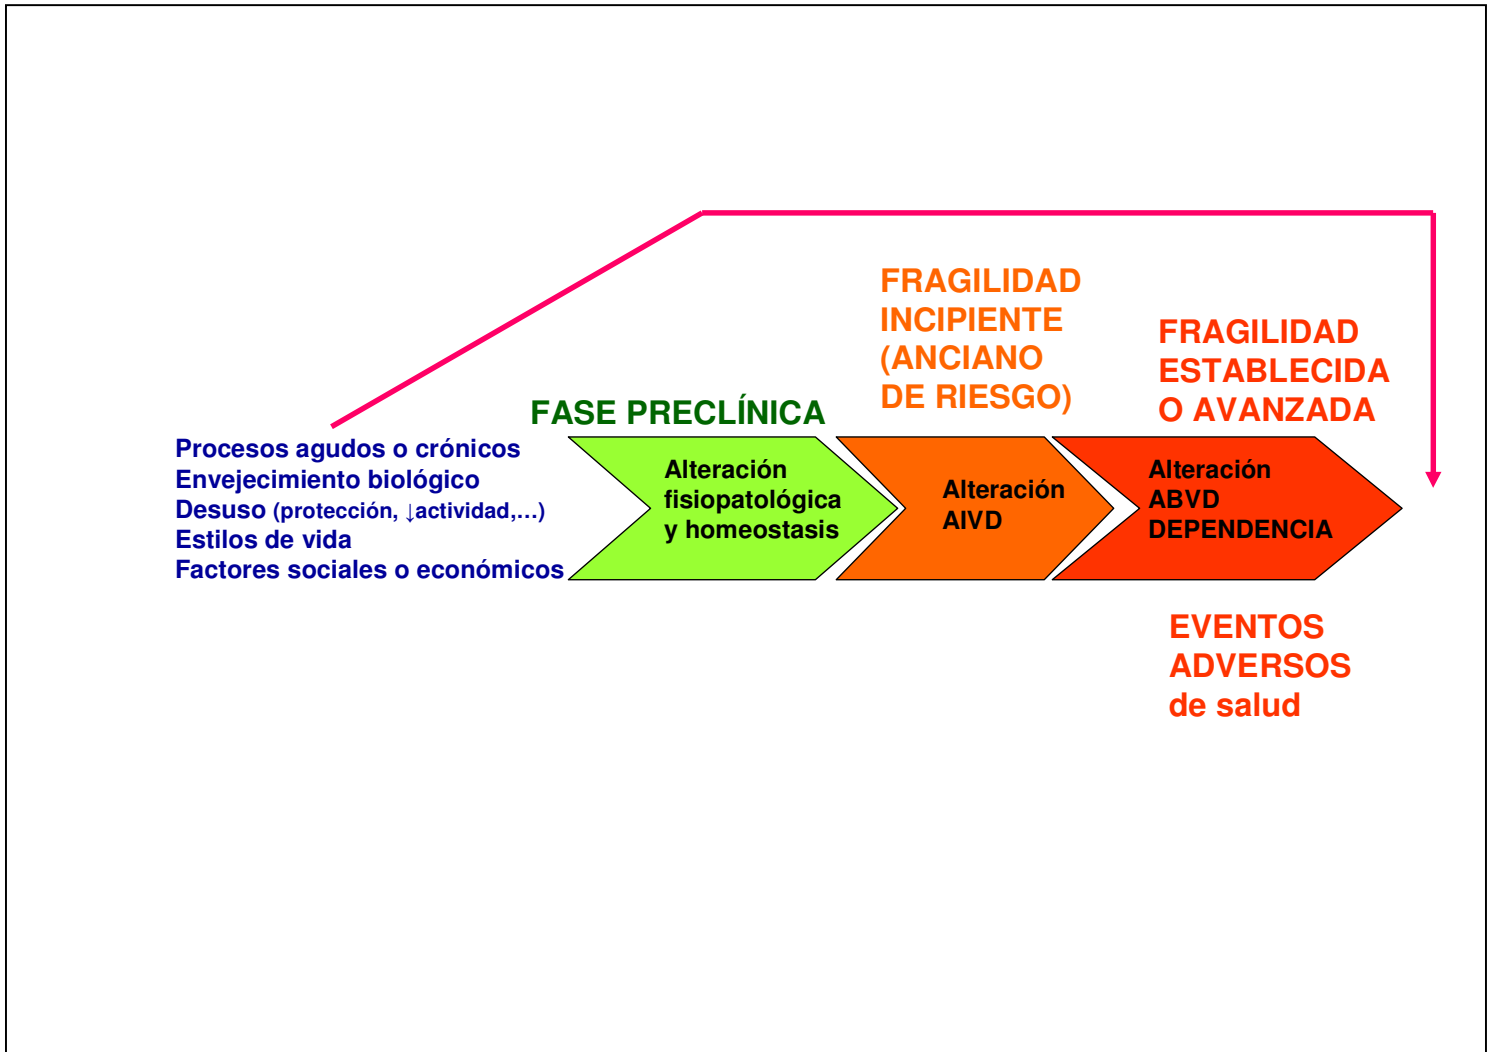 Procesos agudos o crónicos
Envejecimiento biológico
Desuso (protección, ↓actividad,...)
Estilos de vida
Factores sociales o económicos
FASE PRECLÍNICA
Alteración
fisiopatológica
y homeostasis
FRAGILIDAD
INCIPIENTE
(ANCIANO
DE RIESGO)
Alteración
AIVD
FRAGILIDAD
ESTABLECIDA
O AVANZADA
Alteración
ABVD
DEPENDENCIA
EVENTOS
ADVERSOS
de salud